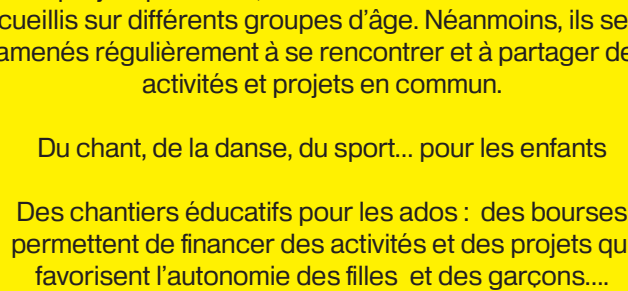 cueillis sur différents groupes d'âge. Néanmoins, ils se
amenés régulièrement à se rencontrer et à partager de
activités et projets en commun.
Du chant, de la danse, du sport... pour les enfants
Des chantiers éducatifs pour les ados : des bourses
permettent de financer des activités et des projets qu
favorisent l'autonomie des filles et des garçons....